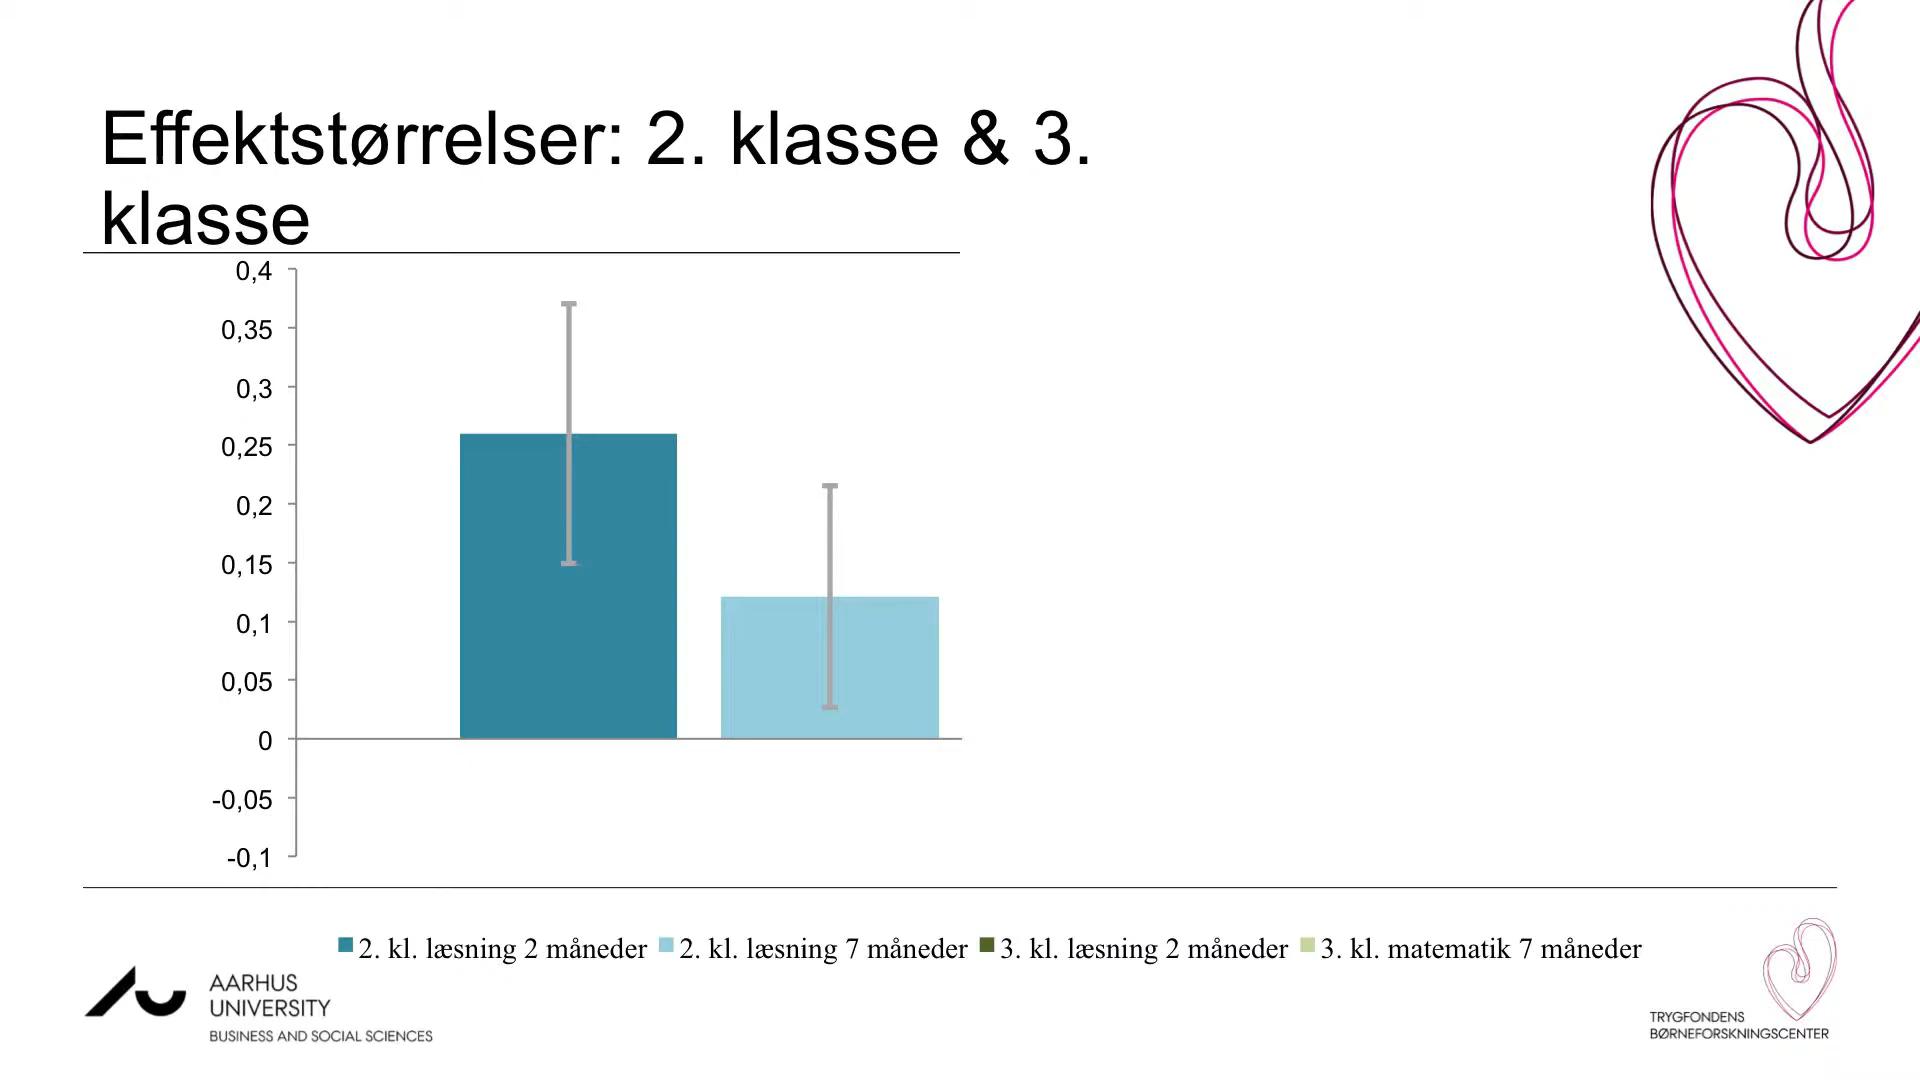 Effektstørrelser: 2. klasse & 3.
klasse
0,4
0,35
0,3
0,25
0,2
0,15
0,1
0,05
0
-0,05
-0,1
2. kl. læsning 2 måneder 2. kl. læsning 7 måneder 3. kl. læsning 2 måneder 3. kl. matematik 7 måneder
AARHUS
UNIVERSITY
BUSINESS AND SOCIAL SCIENCES
TRYGFONDENS
BØRNEFORSKNINGSCENTER